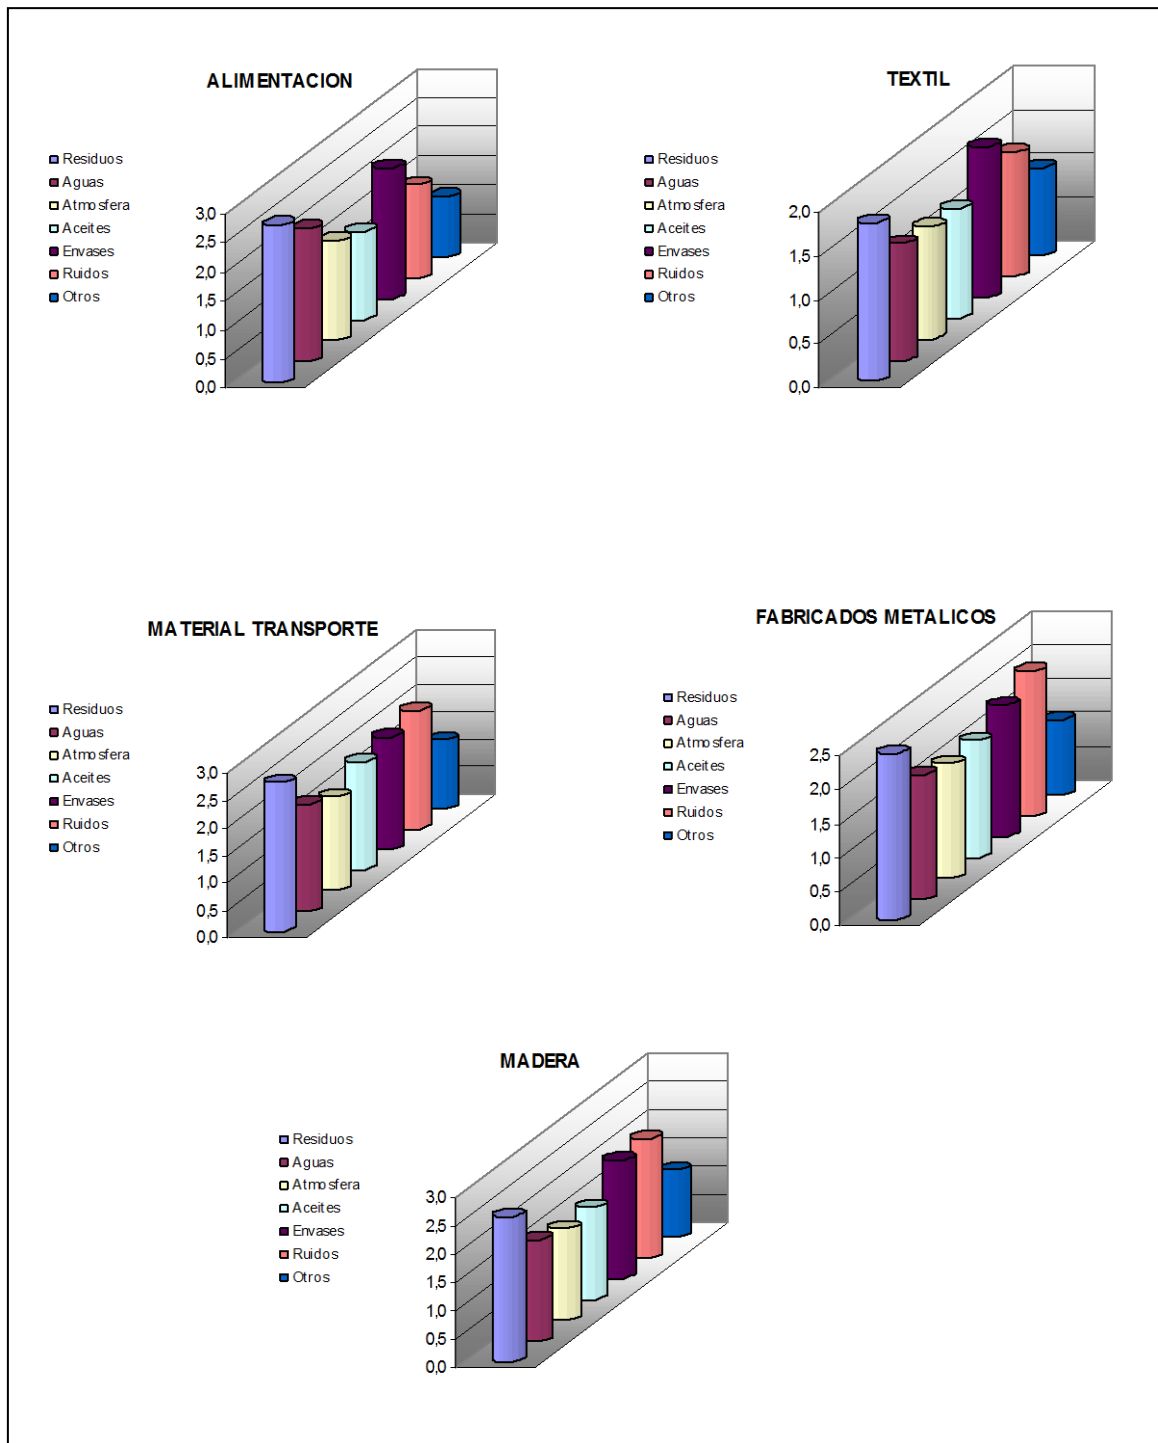 ALIMENTACION
Residuos
Aguas
Atmosfera
Aceites
Envases
Ruidos
Otros
3,0
2,5
2,0
1,5
1,0
0,5
0,0
TEXTIL
Residuos
Aguas
Atmosfera
Aceites
Envases
Ruidos
Otros
2,0
1,5
1,0
0,5
0,0
MATERIAL TRANSPORTE
Residuos
Aguas
Atmosfera
Aceites
Envases
Ruidos
Otros
3,0
2,5
2,0
1,5
1,0
0,5
0,0
FABRICADOS METALICOS
Residuos
Aguas
Atmosfera
Aceites
Envases
Ruidos
Otros
2,5
2,0
1,5
1,0
0,5
0,0
MADERA
Residuos
Aguas
Atmosfera
Aceites
Envases
Ruidos
Otros
3,0
2,5
2,0
1,5
1,0
0,5
0,0